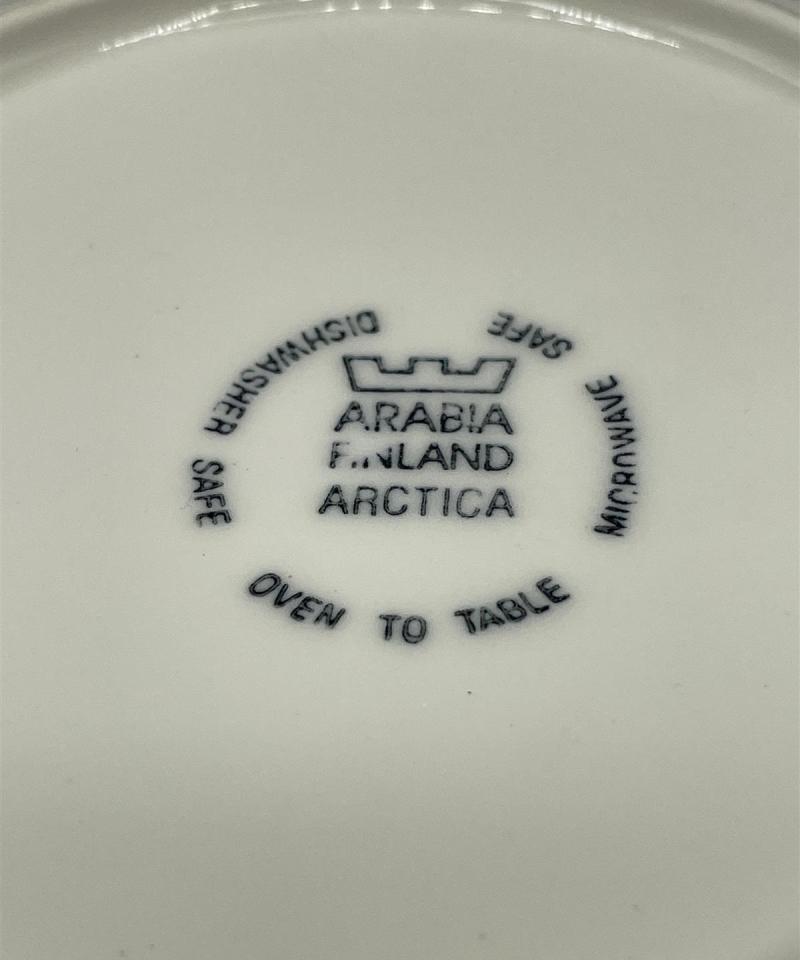 ARABIA
FINLAND
ARCTICA
DISHWASHER SAFE
OVEN TO TABLE
MICROWAVE SAFE